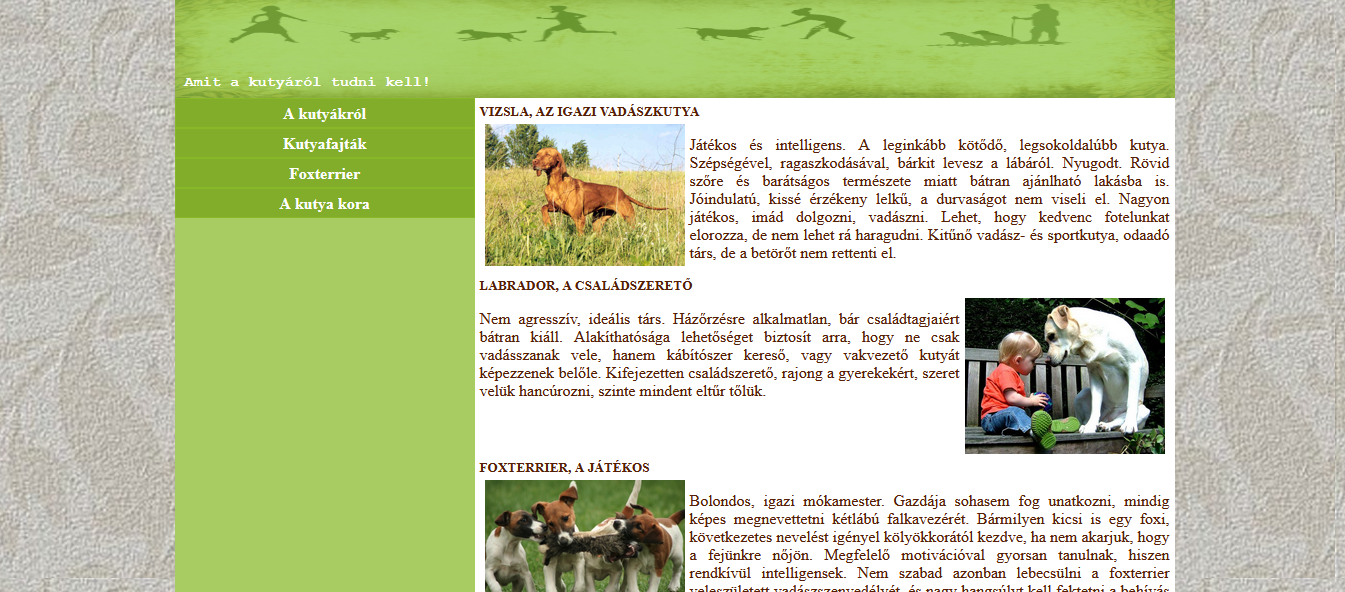 Amit a kutyáról tudni kell!
A kutyákról
Kutyafajták
Foxterrier
A kutya kora
VIZSLA, AZ IGAZI VADÁSZKUTYA
Játékos és intelligens. A leginkább kötődő, legsokoldalúbb kutya.
Szépségével, ragaszkodásával, bárkit levesz a lábáról. Nyugodt. Rövid
szőre és barátságos természete miatt bátran ajánlható lakásba is.
Jóindulatú, kissé érzékeny lelkű, a durvaságot nem viseli el. Nagyon
játékos, imád dolgozni, vadászni. Lehet, hogy kedvenc fotelunkat
elorozza, de nem lehet rá haragudni. Kitűnő vadász- és sportkutya, odaadó
társ, de a betörőt nem rettenti el.
LABRADOR, A CSALÁDSZERETŐ
Nem agresszív, ideális társ. Házőrzésre alkalmatlan, bár családtagjaiért
bátran kiáll. Alakíthatósága lehetőséget biztosít arra, hogy ne csak
vadásszanak vele, hanem kábítószer kereső, vagy vakvezető kutyát
képezzenek belőle. Kifejezetten családszerető, rajong a gyerekekért, szeret
velük hancúrozni, szinte mindent eltűr tőlük.
FOXTERRIER, A JÁTÉKOS
Bolondos, igazi mókamester. Gazdája sohasem fog unatkozni, mindig
képes megnevettetni kétlábú falkavezérét. Bármilyen kicsi is egy foxi,
következetes nevelést igényel kölyökkorától kezdve, ha nem akarjuk, hogy
a fejünkre nőjön. Megfelelő motivációval gyorsan tanulnak, hiszen
rendkívül intelligensek. Nem szabad azonban lebecsülni a foxterrier
veleszületett vadászszenvedélyét, és nagy hangsúlyt kell fektetni a behívás